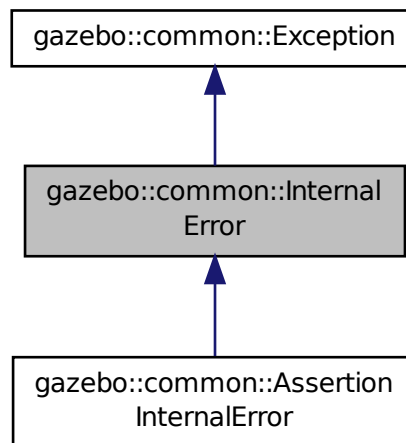 gazebo::common::Exception
gazebo::common::Internal
Error
gazebo::common::Assertion
InternalError